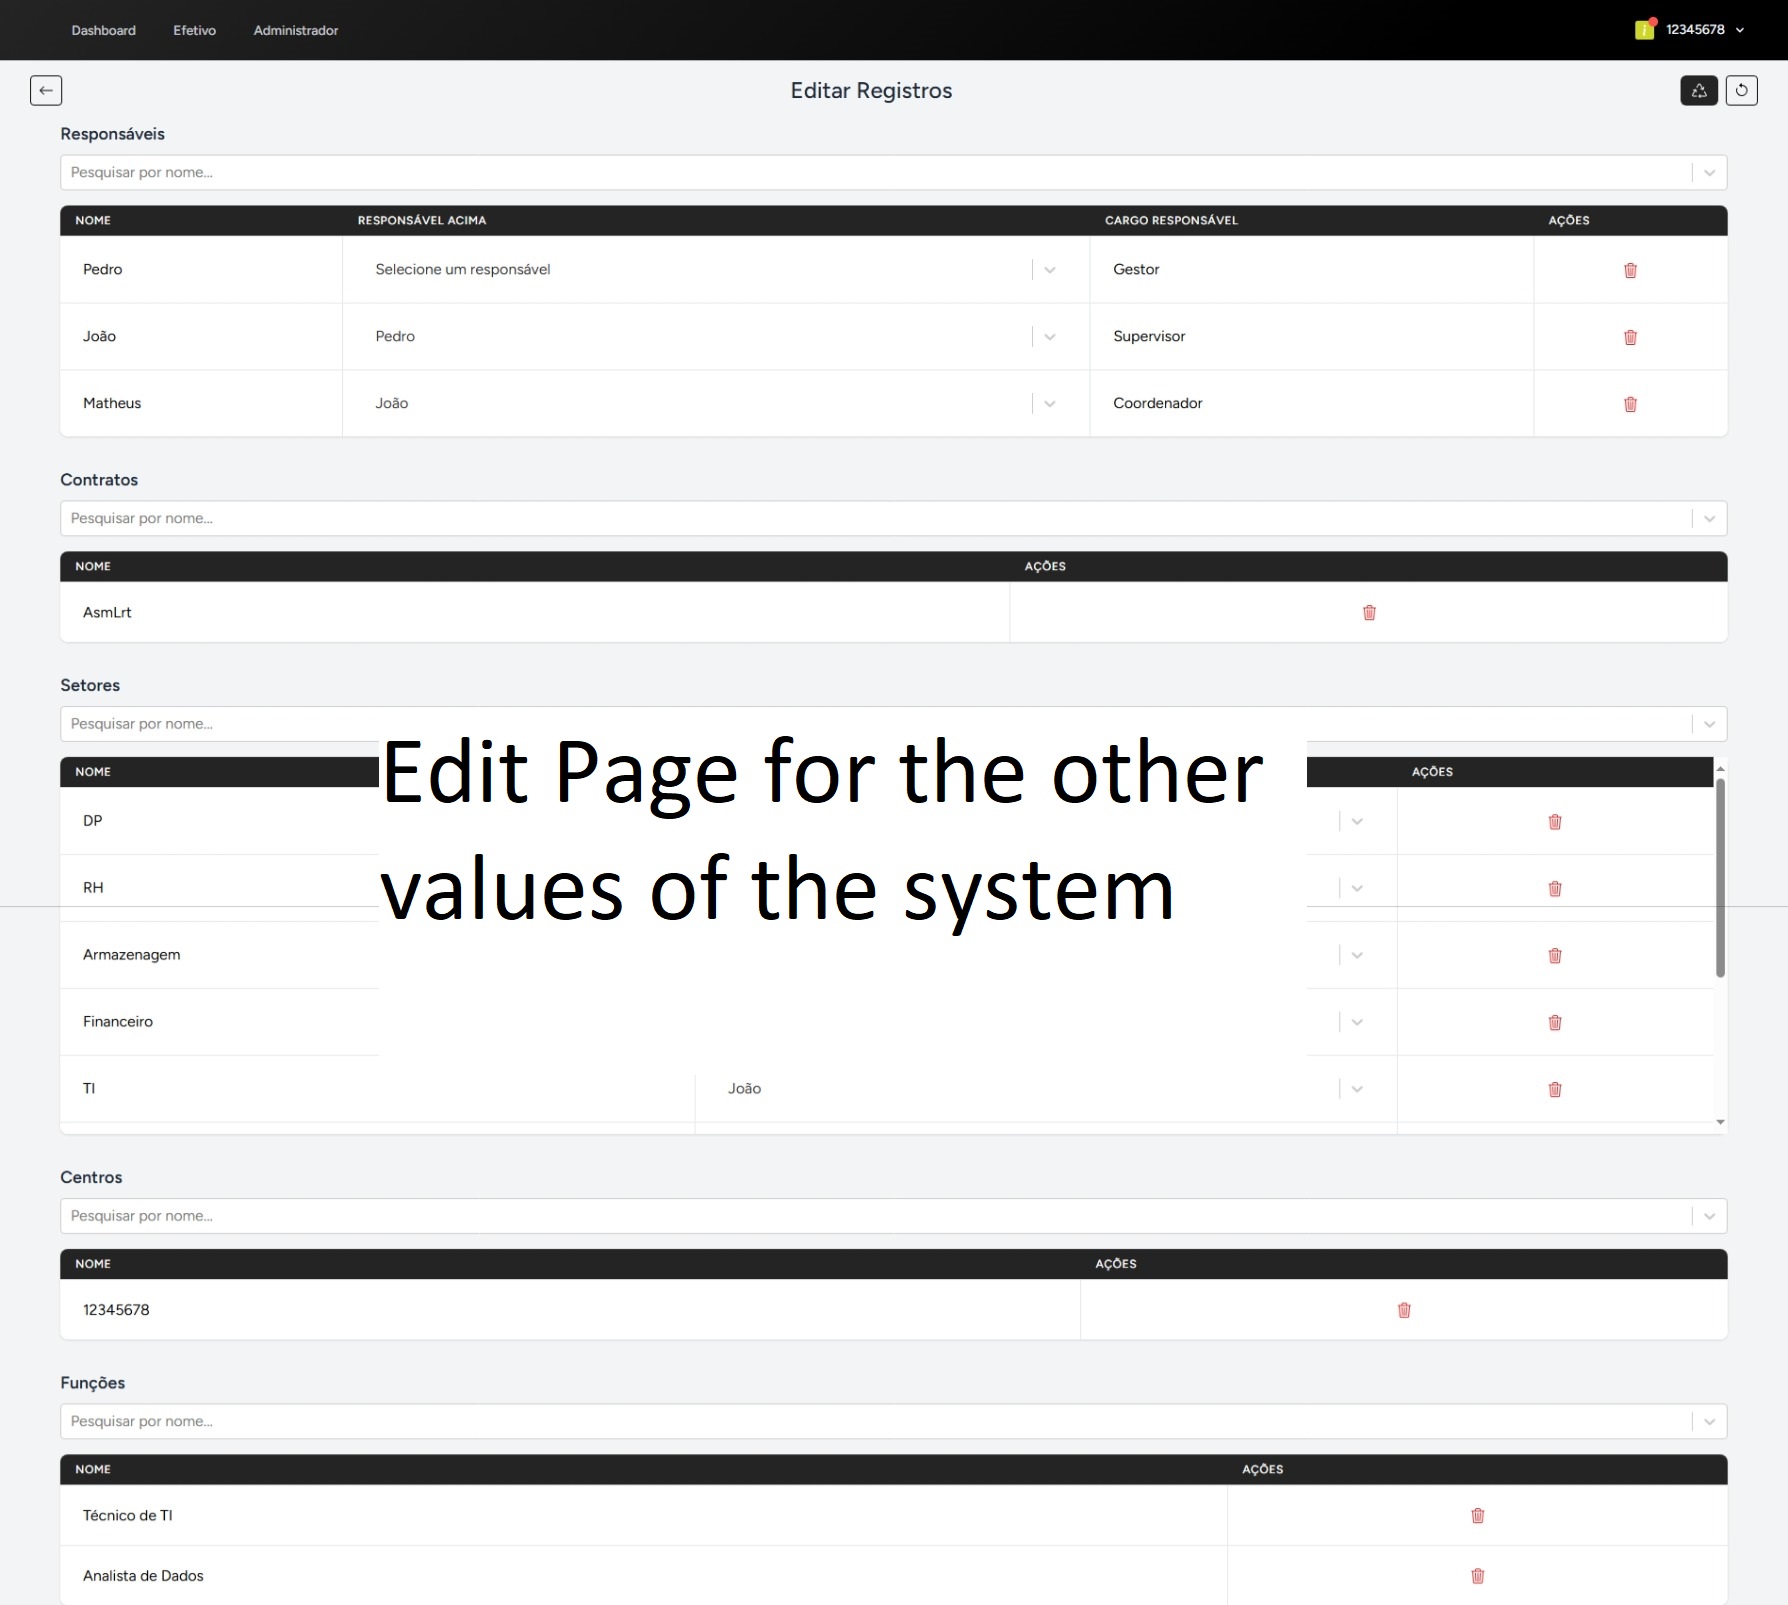 Dashboard Efetivo Administrador 12345678
Editar Registros
Responsáveis
Pesquisar por nome...
NOME RESPONSÁVEL ACIMA CARGO RESPONSÁVEL AÇÕES
Pedro Selecione um responsável Gestor
João Pedro Supervisor
Matheus João Coordenador
Contratos
Pesquisar por nome...
NOME AÇÕES
AsmLrt
Setores
Pesquisar por nome...
NOME AÇÕES
Edit Page for the other
values of the system
DP
RH
Armazenagem
Financeiro
TI João
Centros
Pesquisar por nome...
NOME AÇÕES
12345678
Funções
Pesquisar por nome...
NOME AÇÕES
Técnico de TI
Analista de Dados